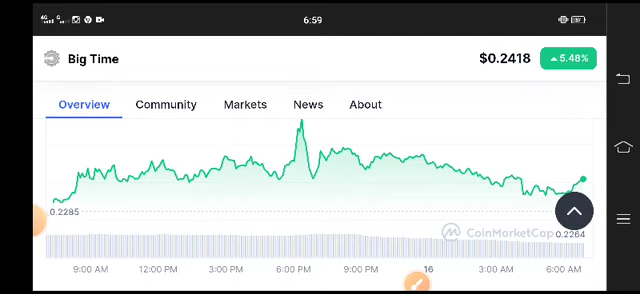 6:59
Big Time $0.2418 5.48%
Overview Community Markets News About
0.2285
CoinMarketCap
0.2264
9:00 AM 12:00 PM 3:00 PM 6:00 PM 9:00 PM 16 3:00 AM 6:00 AM